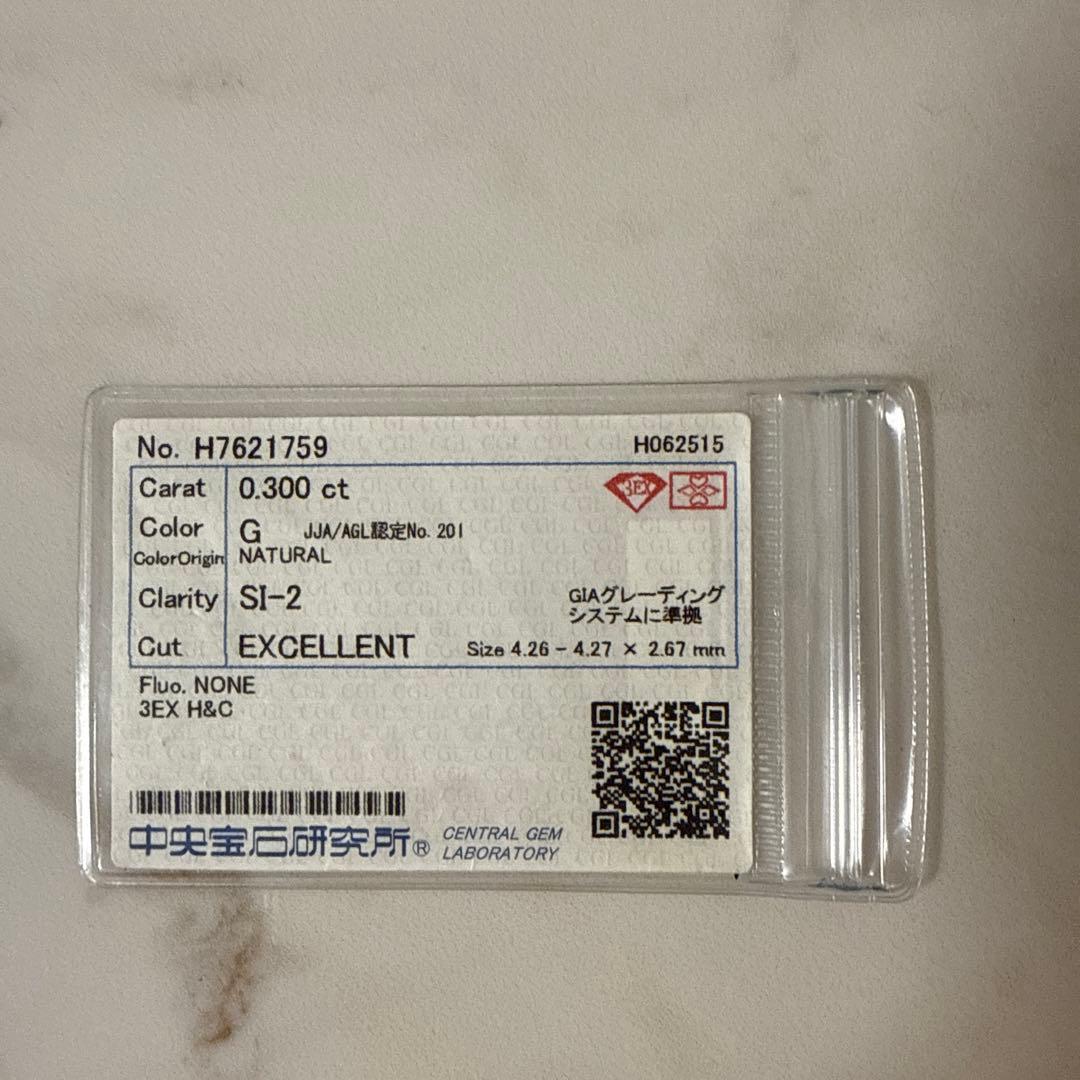 No. H7621759 H062515
Carat 0.300 ct 3EX
Color G JJA/AGL認定No. 201
ColorOrigin NATURAL
Clarity SI-2 GIAグレーディング
システムに準拠
Cut EXCELLENT Size 4.26 - 4.27 × 2.67 mm
Fluo. NONE
3EX H&C
中央宝石研究所® CENTRAL GEM
LABORATORY